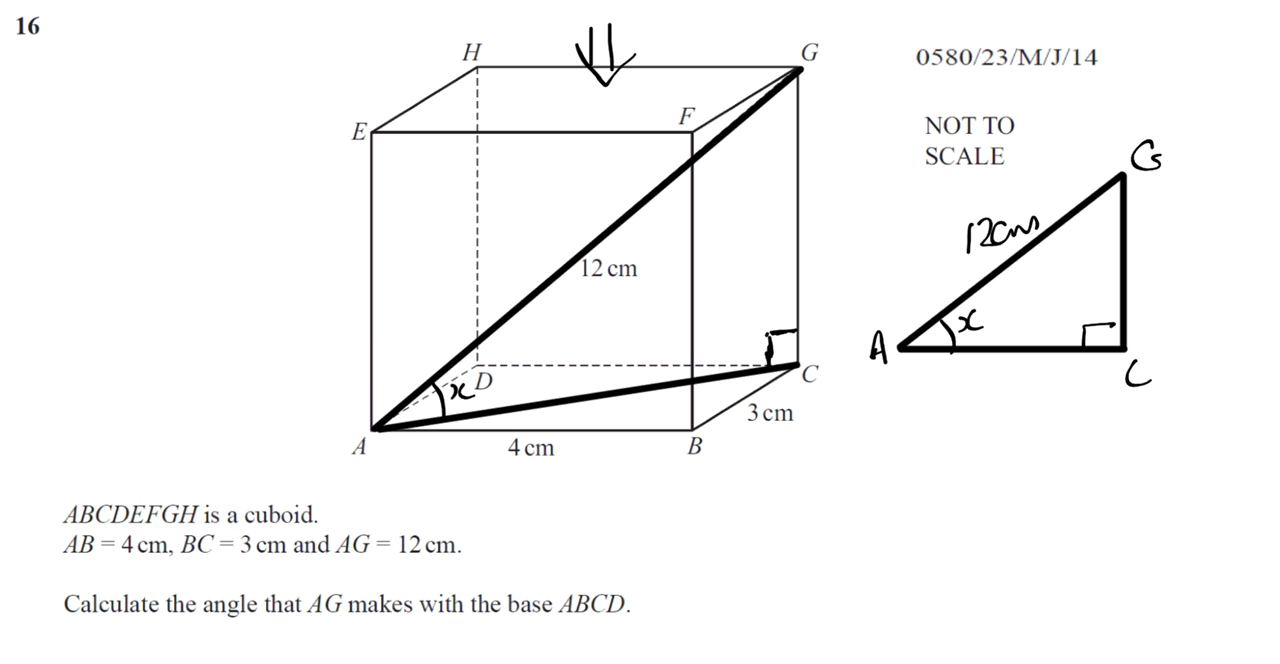 16
H
G
0580/23/M/J/14
E
F
NOT TO
SCALE
G
12 cm
12cm
x
D
x
A
C
C
3 cm
A
4 cm
B
ABCDEFGH is a cuboid.
AB = 4 cm, BC = 3 cm and AG = 12 cm.
Calculate the angle that AG makes with the base ABCD.